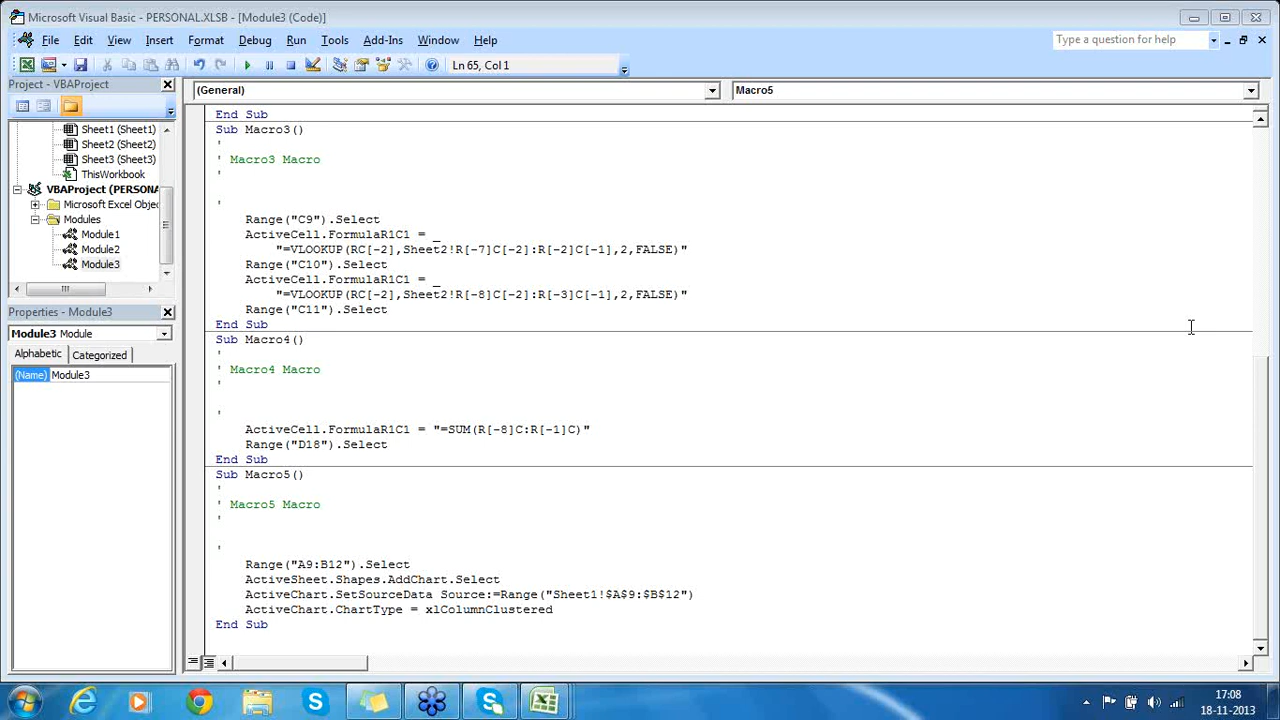 Microsoft Visual Basic - PERSONAL.XLSB - [Module3 (Code)]
File Edit View Insert Format Debug Run Tools Add-Ins Window Help
Type a question for help
Ln 65, Col 1
Project - VBAProject
(General)
Macro5
Sheet1 (Sheet1)
Sheet2 (Sheet2)
Sheet3 (Sheet3)
ThisWorkbook
VBAProject (PERSONA
Microsoft Excel Obje
Modules
Module1
Module2
Module3
Properties - Module3
Module3 Module
Alphabetic Categorized
(Name) Module3
End Sub
Sub Macro3()
'
' Macro3 Macro
'
'
Range("C9").Select
ActiveCell.FormulaR1C1 = _
"=VLOOKUP(RC[-2],Sheet2!R[-7]C[-2]:R[-2]C[-1],2,FALSE)"
Range("C10").Select
ActiveCell.FormulaR1C1 = _
"=VLOOKUP(RC[-2],Sheet2!R[-8]C[-2]:R[-3]C[-1],2,FALSE)"
Range("C11").Select
End Sub
Sub Macro4()
'
' Macro4 Macro
'
'
ActiveCell.FormulaR1C1 = "=SUM(R[-8]C:R[-1]C)"
Range("D18").Select
End Sub
Sub Macro5()
'
' Macro5 Macro
'
'
Range("A9:B12").Select
ActiveSheet.Shapes.AddChart.Select
ActiveChart.SetSourceData Source:=Range("Sheet1!$A$9:$B$12")
ActiveChart.ChartType = xlColumnClustered
End Sub
17:08
18-11-2013